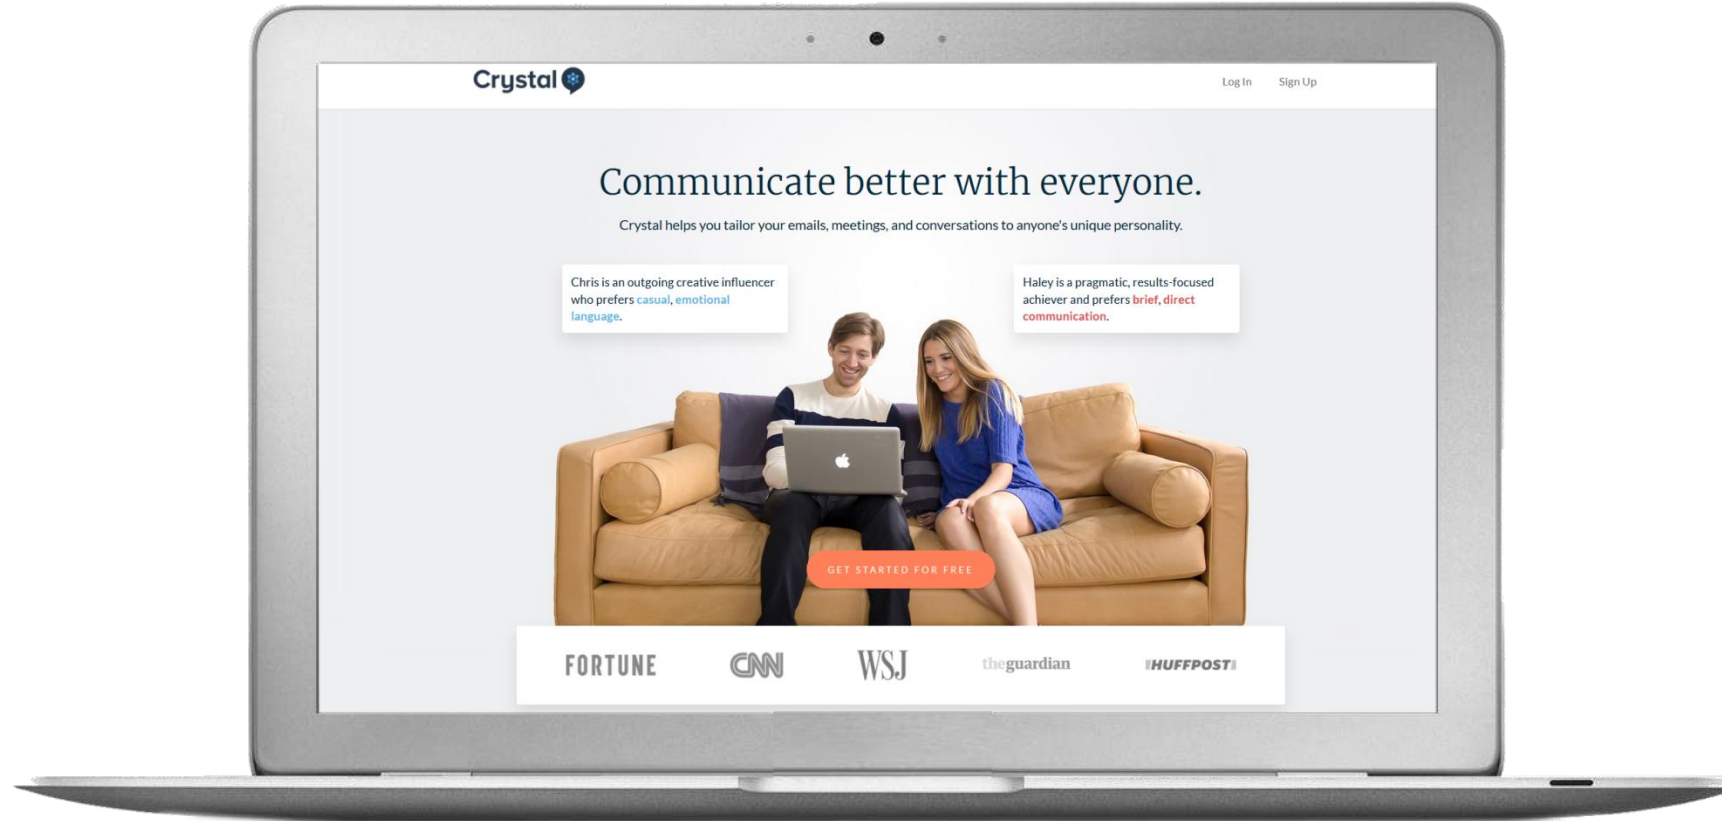 Crystal
Log In
Sign Up
Communicate better with everyone.
Crystal helps you tailor your emails, meetings, and conversations to anyone's unique personality.
Chris is an outgoing creative influencer
who prefers casual, emotional
language.
Haley is a pragmatic, results-focused
achiever and prefers brief, direct
communication.
GET STARTED FOR FREE
FORTUNE
CNN
WSJ
theguardian
HUFFPOST